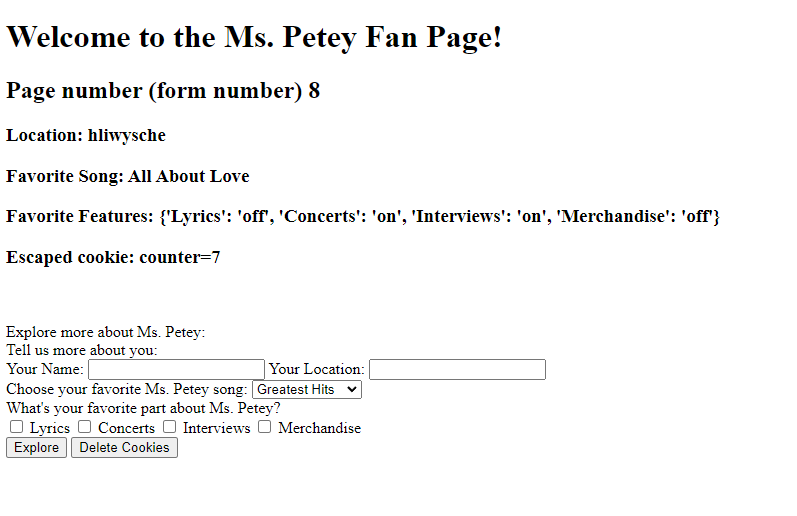 Welcome to the Ms. Petey Fan Page!
Page number (form number) 8
Location: hliwysche
Favorite Song: All About Love
Favorite Features: {'Lyrics': 'off', 'Concerts': 'on', 'Interviews': 'on', 'Merchandise': 'off'}
Escaped cookie: counter=7
Explore more about Ms. Petey:
Tell us more about you:
Your Name: Your Location:
Choose your favorite Ms. Petey song: Greatest Hits
What's your favorite part about Ms. Petey?
Lyrics Concerts Interviews Merchandise
Explore Delete Cookies